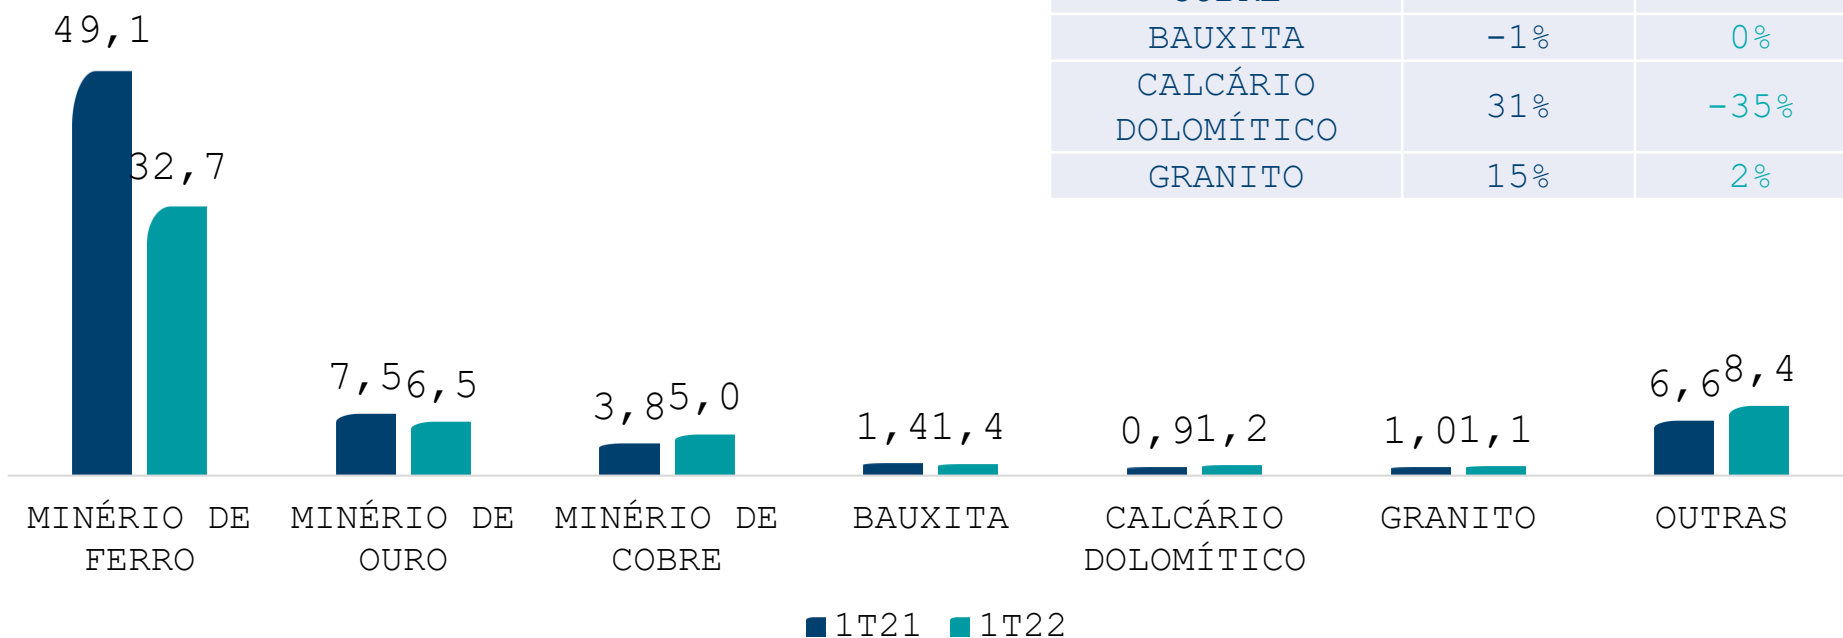 BAUXITA -1% 0%
CALCÁRIO
DOLOMÍTICO 31% -35%
GRANITO 15% 2%
49,1
32,7
7,5 6,5
3,8 5,0
1,4 1,4
0,9 1,2
1,0 1,1
6,6 8,4
MINÉRIO DE
FERRO
MINÉRIO DE
OURO
MINÉRIO DE
COBRE
BAUXITA
CALCÁRIO
DOLOMÍTICO
GRANITO
OUTRAS
1T21 1T22